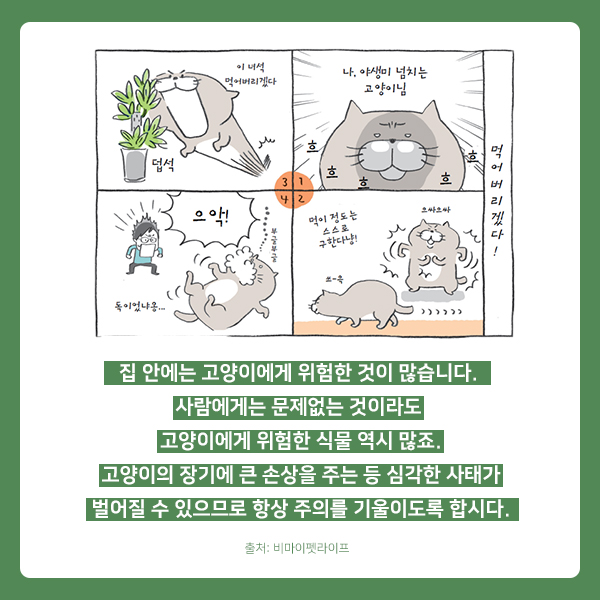 먹어버리겠다!
나, 야생미 넘치는
고양이님
흐
흐
흐
흐
1
먹이 정도는
스스로
구한다냥!
으싸으싸
쓰-윽
2
이 녀석
먹어버리겠다
덥석
3
으악!
부글부글
독이었냐옹...
4
집 안에는 고양이에게 위험한 것이 많습니다.
사람에게는 문제없는 것이라도
고양이에게 위험한 식물 역시 많죠.
고양이의 장기에 큰 손상을 주는 등 심각한 사태가
벌어질 수 있으므로 항상 주의를 기울이도록 합시다.
출처: 비마이펫라이프